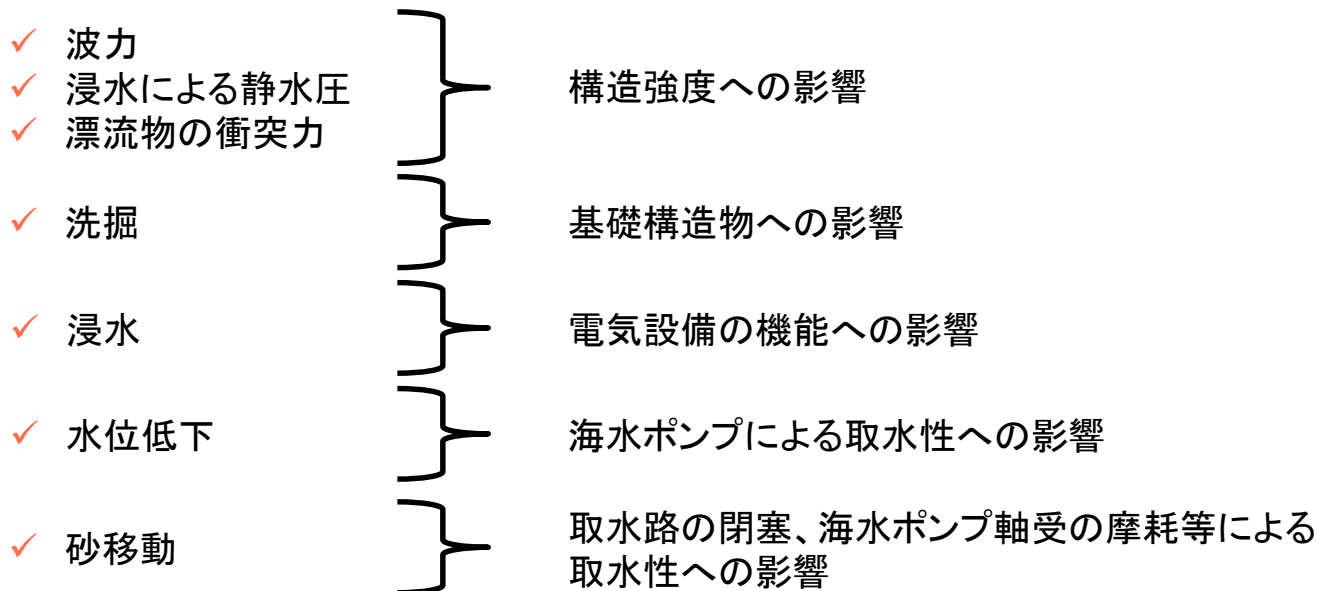 ✓ 波力
✓ 浸水による静水圧
✓ 漂流物の衝突力
構造強度への影響
✓ 洗掘
基礎構造物への影響
✓ 浸水
電気設備の機能への影響
✓ 水位低下
海水ポンプによる取水性への影響
✓ 砂移動
取水路の閉塞、海水ポンプ軸受の摩耗等による
取水性への影響